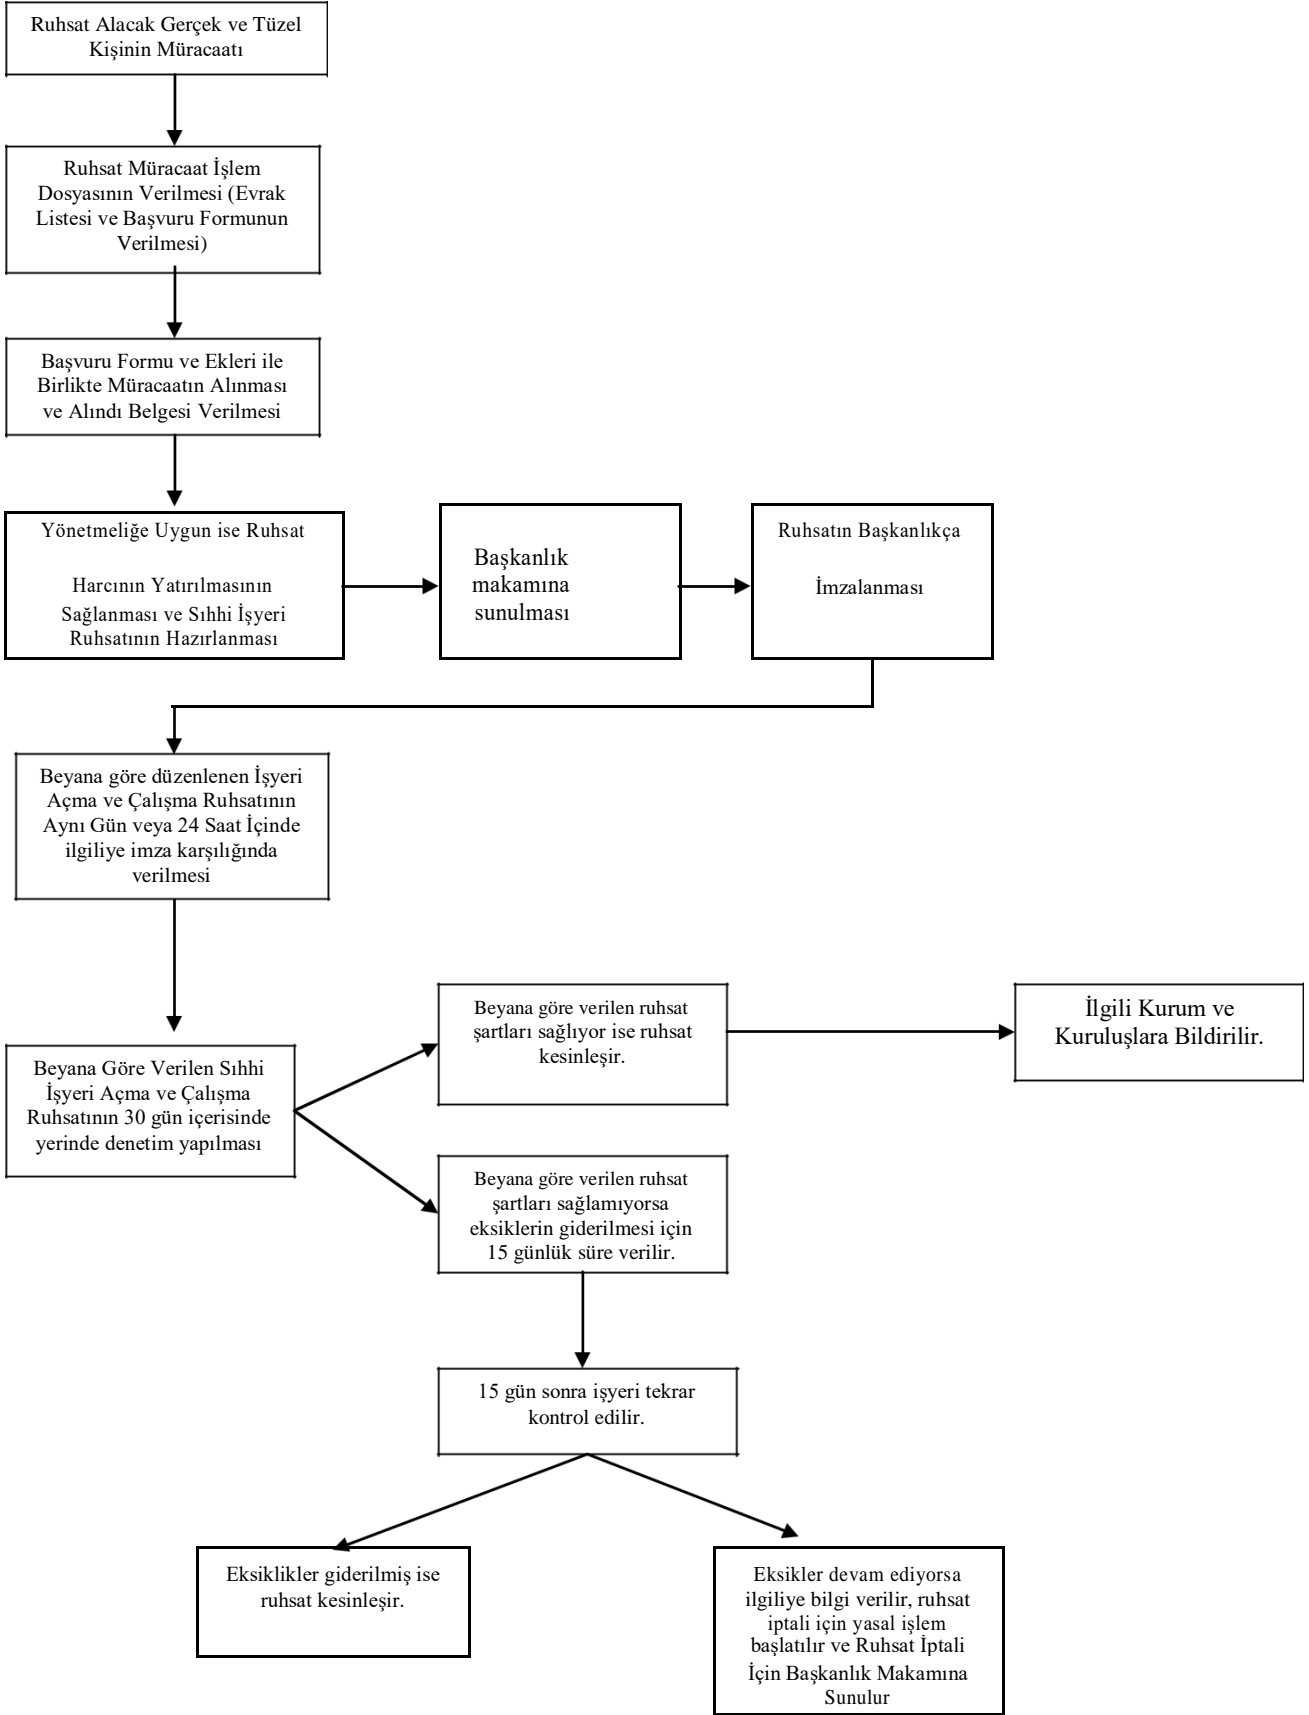 Ruhsat Alacak Gerçek ve Tüzel
Kişinin Müracaatı
Ruhsat Müracaat İşlem
Dosyasının Verilmesi (Evrak
Listesi ve Başvuru Formunun
Verilmesi)
Başvuru Formu ve Ekleri ile
Birlikte Müracaatın Alınması
ve Alındı Belgesi Verilmesi
Yönetmeliğe Uygun ise Ruhsat
Harcının Yatırılmasının
Sağlanması ve Sıhhi İşyeri
Ruhsatının Hazırlanması
Başkanlık
makamına
sunulması
Ruhsatın Başkanlıkça
İmzalanması
Beyana göre düzenlenen İşyeri
Açma ve Çalışma Ruhsatının
Aynı Gün veya 24 Saat İçinde
ilgiliye imza karşılığında
verilmesi
Beyana Göre Verilen Sıhhi
İşyeri Açma ve Çalışma
Ruhsatının 30 gün içerisinde
yerinde denetim yapılması
Beyana göre verilen ruhsat
şartları sağlıyor ise ruhsat
kesinleşir.
İlgili Kurum ve
Kuruluşlara Bildirilir.
Beyana göre verilen ruhsat
şartları sağlamıyorsa
eksiklerin giderilmesi için
15 günlük süre verilir.
15 gün sonra işyeri tekrar
kontrol edilir.
Eksiklikler giderilmiş ise
ruhsat kesinleşir.
Eksikler devam ediyorsa
ilgiliye bilgi verilir, ruhsat
iptali için yasal işlem
başlatılır ve Ruhsat İptali
İçin Başkanlık Makamına
Sunulur